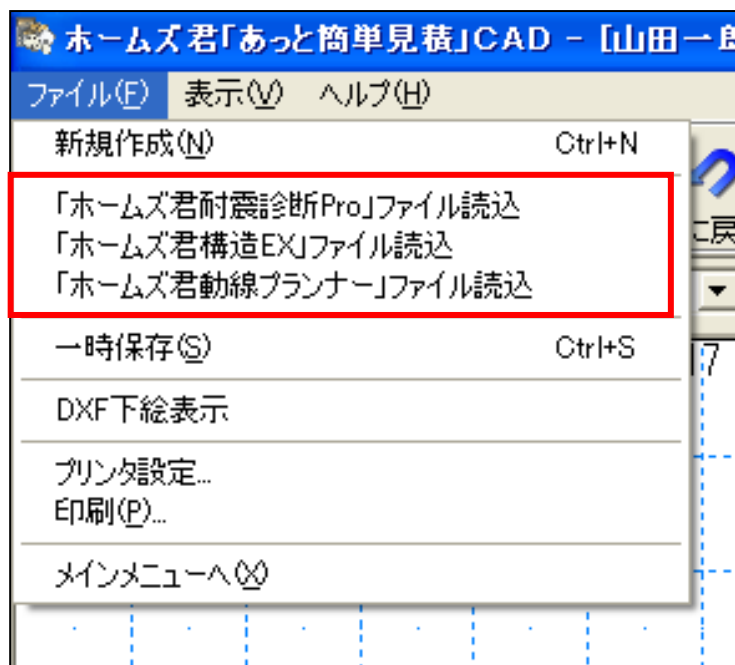 ホームズ君「あっと簡単見積」CAD - [山田一郎
ファイル(F) 表示(V) ヘルプ(H)
新規作成(N) Ctrl+N
「ホームズ君耐震診断Pro」ファイル読込
「ホームズ君構造EX」ファイル読込
に戻
「ホームズ君動線プランナー」ファイル読込
一時保存(S) Ctrl+S
17
DXF下絵表示
プリンタ設定...
印刷(P)...
メインメニューへ(X)